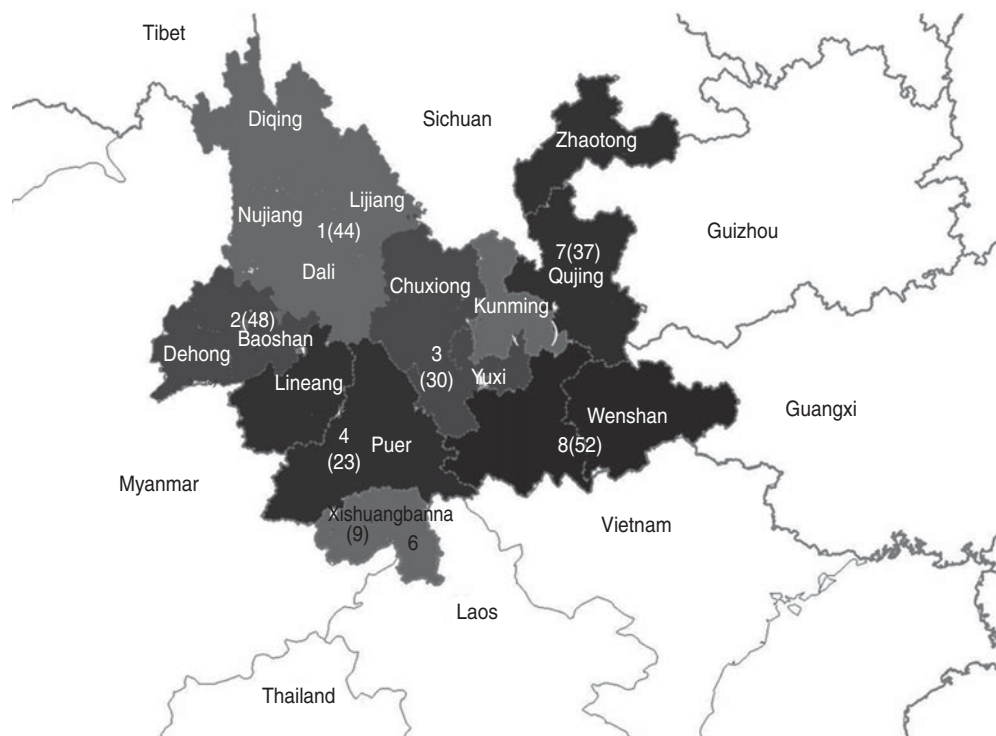 Tibet
Sichuan
Diqing
Zhaotong
Lijiang
Nujiang
1(44)
Guizhou
7(37)
Qujing
Dali
Chuxiong
Kunming
( )
2(48)
Baoshan
Dehong
3
(30)
Yuxi
Lineang
Wenshan
Guangxi
4
(23)
Puer
8(52)
Myanmar
Xishuangbanna
(9)
6
Vietnam
Laos
Thailand